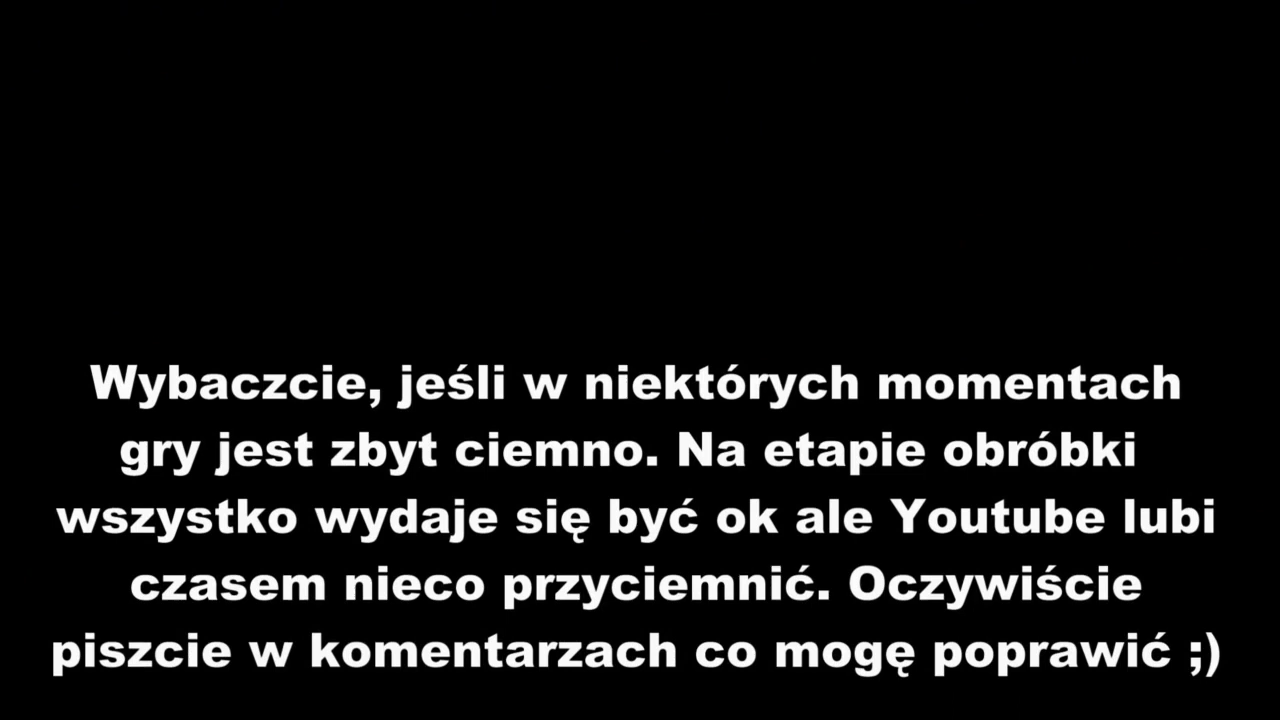 Wybaczcie, jeśli w niektórych momentach
gry jest zbyt ciemno. Na etapie obróbki
wszystko wydaje się być ok ale Youtube lubi
czasem nieco przyciemnić. Oczywiście
piszcie w komentarzach co mogę poprawić ;)